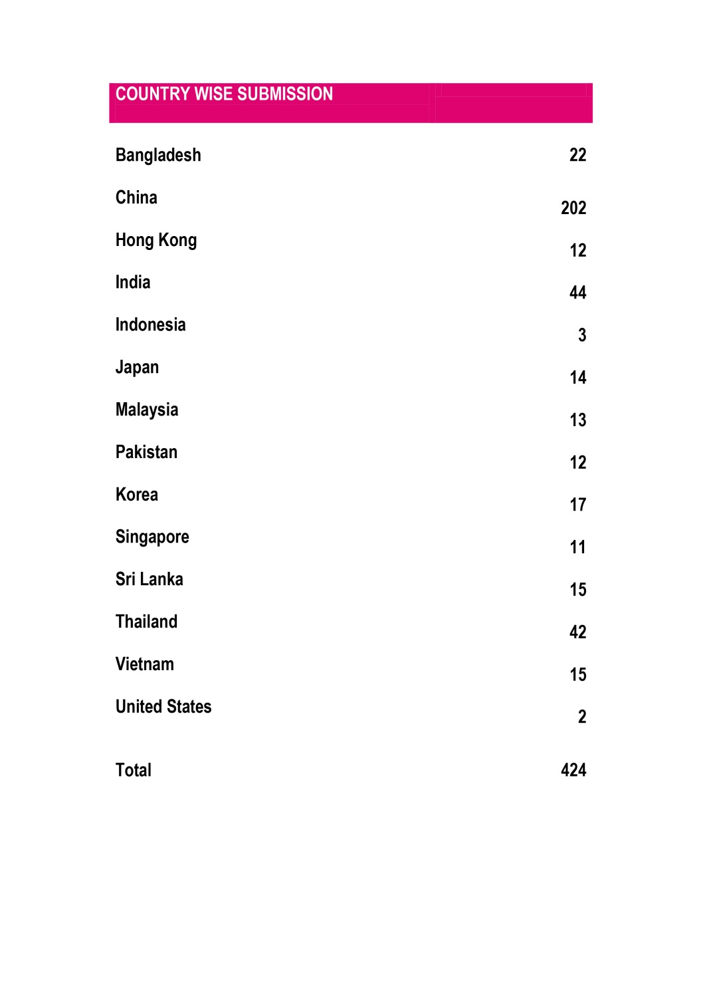 COUNTRY WISE SUBMISSION
Bangladesh 22
China 202
Hong Kong 12
India 44
Indonesia 3
Japan 14
Malaysia 13
Pakistan 12
Korea 17
Singapore 11
Sri Lanka 15
Thailand 42
Vietnam 15
United States 2
Total 424